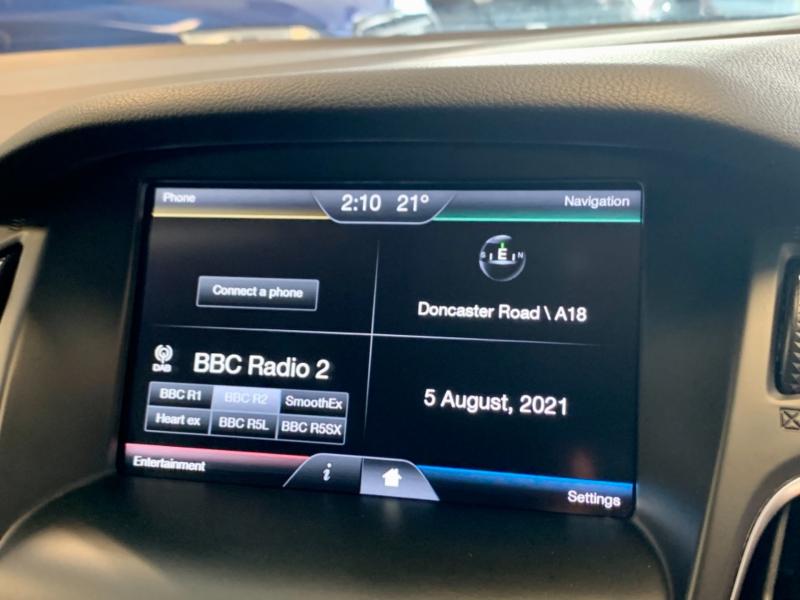 Phone
2:10 21°
Navigation
S E N
Connect a phone
Doncaster Road \ A18
DAB
BBC Radio 2
BBC R1 BBC R2 SmoothEx
Heart ex BBC R5L BBC R5SX
5 August, 2021
Entertainment
i
Settings